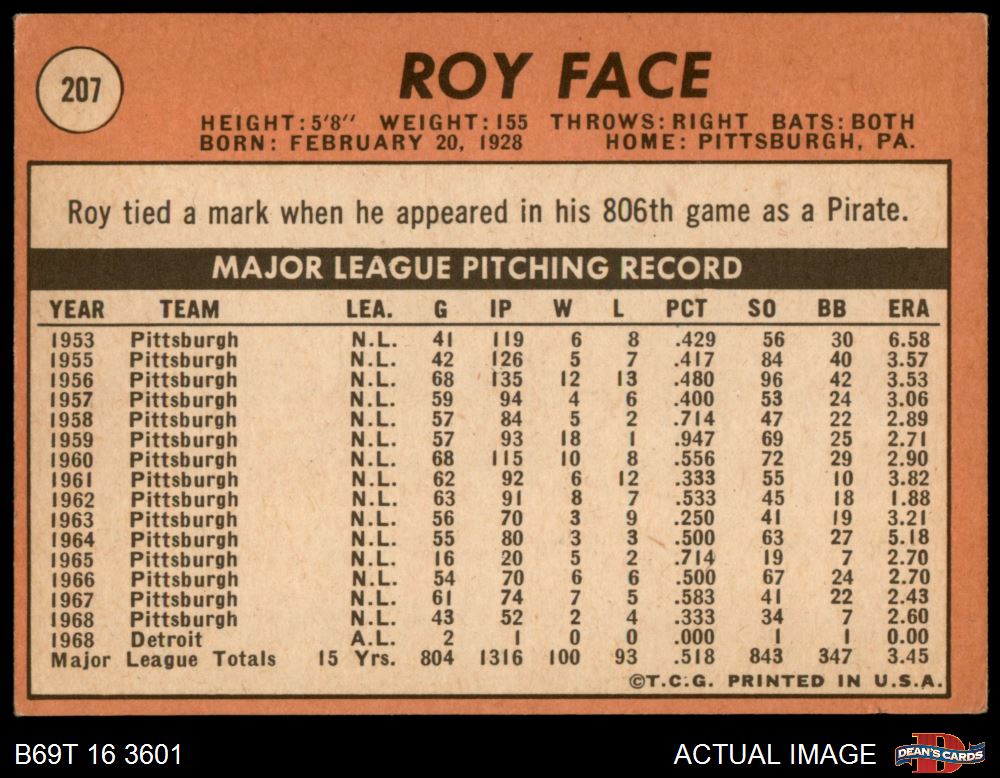 207
ROY FACE
HEIGHT: 5'8" WEIGHT: 155 THROWS: RIGHT BATS: BOTH
BORN: FEBRUARY 20, 1928 HOME: PITTSBURGH, PA.
Roy tied a mark when he appeared in his 806th game as a Pirate.
MAJOR LEAGUE PITCHING RECORD
YEAR TEAM LEA. G IP W L PCT SO BB ERA
1953 Pittsburgh N.L. 41 119 6 8 .429 56 30 6.58
1955 Pittsburgh N.L. 42 126 5 7 .417 84 40 3.57
1956 Pittsburgh N.L. 68 135 12 13 .480 96 42 3.53
1957 Pittsburgh N.L. 59 94 4 6 .400 53 24 3.06
1958 Pittsburgh N.L. 57 84 5 2 .714 47 22 2.89
1959 Pittsburgh N.L. 57 93 18 1 .947 69 25 2.71
1960 Pittsburgh N.L. 68 115 10 8 .556 72 29 2.90
1961 Pittsburgh N.L. 62 92 6 12 .333 55 10 3.82
1962 Pittsburgh N.L. 63 91 8 7 .533 45 18 1.88
1963 Pittsburgh N.L. 56 70 3 9 .250 41 19 3.21
1964 Pittsburgh N.L. 55 80 3 3 .500 63 27 5.18
1965 Pittsburgh N.L. 16 20 5 2 .714 19 7 2.70
1966 Pittsburgh N.L. 54 70 6 6 .500 67 24 2.70
1967 Pittsburgh N.L. 61 74 7 5 .583 41 22 2.43
1968 Pittsburgh N.L. 43 52 2 4 .333 34 7 2.60
1968 Detroit A.L. 2 1 0 0 .000 1 1 0.00
Major League Totals 15 Yrs. 804 1316 100 93 .518 843 347 3.45
©T.C.G. PRINTED IN U.S.A.
B69T 16 3601 ACTUAL IMAGE D DEAN'S CARDS